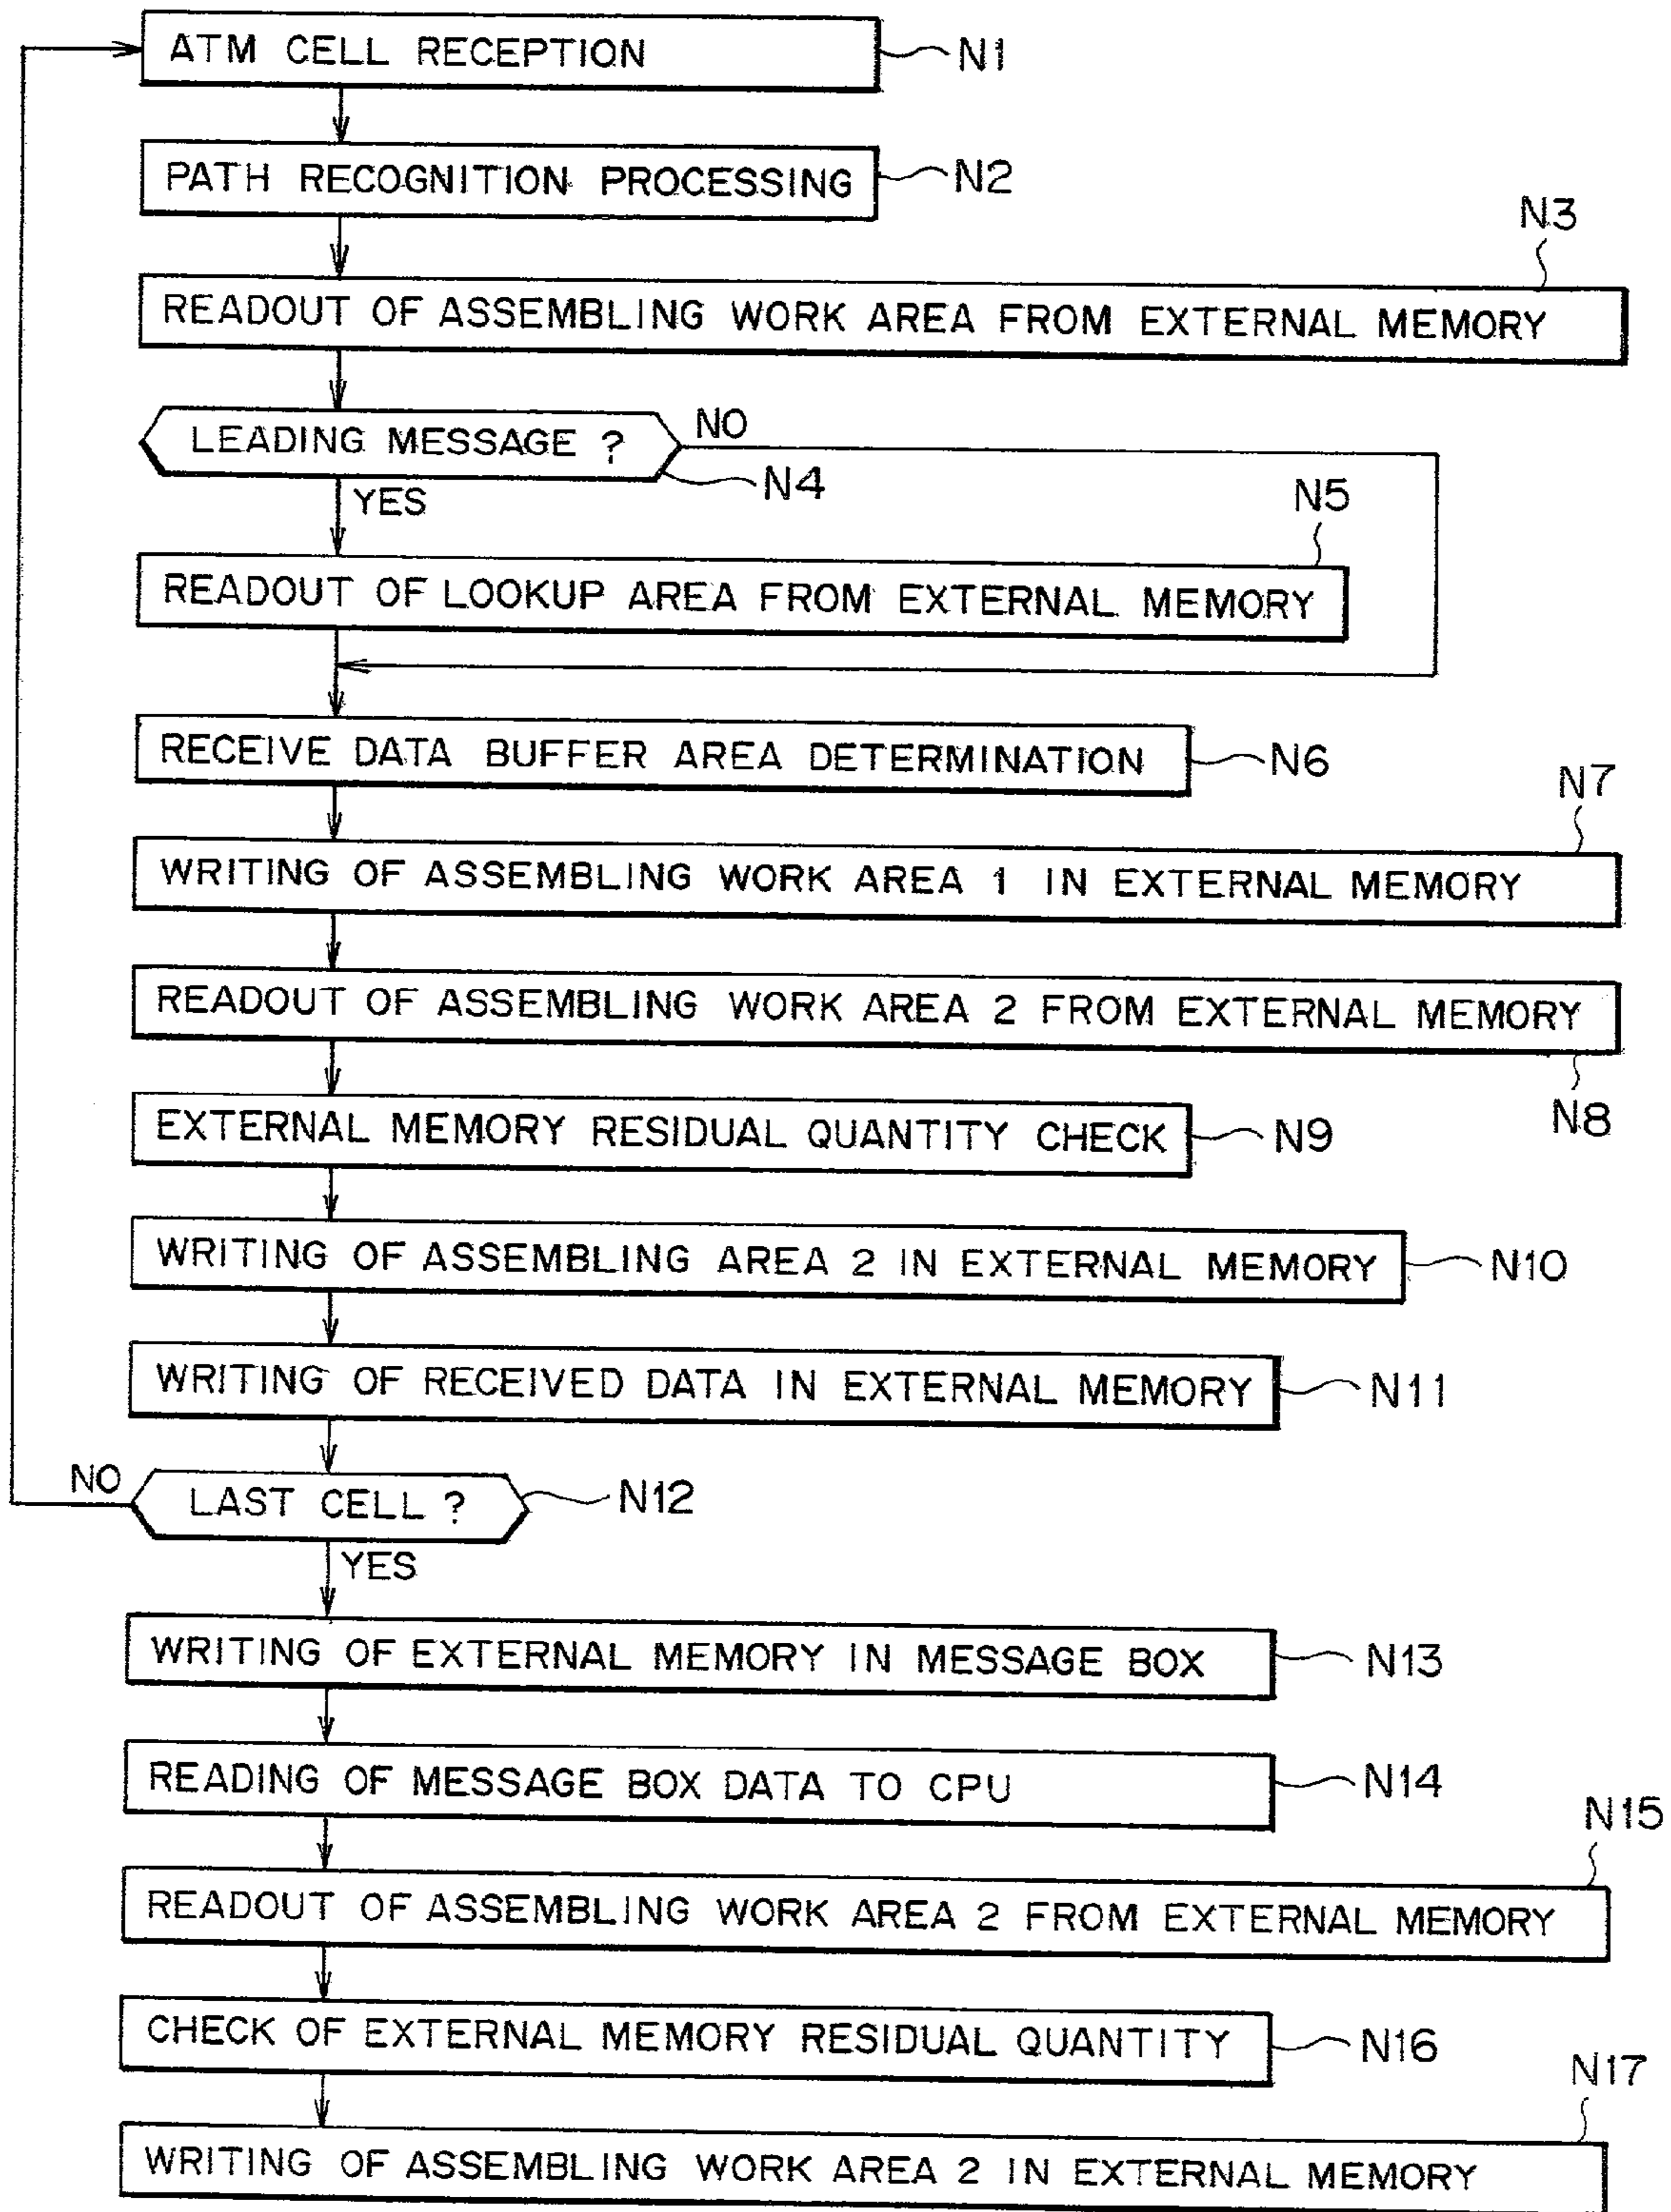 ATM CELL RECEPTION N1
PATH RECOGNITION PROCESSING N2
N3
READOUT OF ASSEMBLING WORK AREA FROM EXTERNAL MEMORY
LEADING MESSAGE ? NO
N4
YES
N5
READOUT OF LOOKUP AREA FROM EXTERNAL MEMORY
RECEIVE DATA BUFFER AREA DETERMINATION N6
N7
WRITING OF ASSEMBLING WORK AREA 1 IN EXTERNAL MEMORY
READOUT OF ASSEMBLING WORK AREA 2 FROM EXTERNAL MEMORY
N8
EXTERNAL MEMORY RESIDUAL QUANTITY CHECK N9
WRITING OF ASSEMBLING AREA 2 IN EXTERNAL MEMORY N10
WRITING OF RECEIVED DATA IN EXTERNAL MEMORY N11
NO LAST CELL ? N12
YES
WRITING OF EXTERNAL MEMORY IN MESSAGE BOX N13
READING OF MESSAGE BOX DATA TO CPU N14
N15
READOUT OF ASSEMBLING WORK AREA 2 FROM EXTERNAL MEMORY
CHECK OF EXTERNAL MEMORY RESIDUAL QUANTITY N16
N17
WRITING OF ASSEMBLING WORK AREA 2 IN EXTERNAL MEMORY